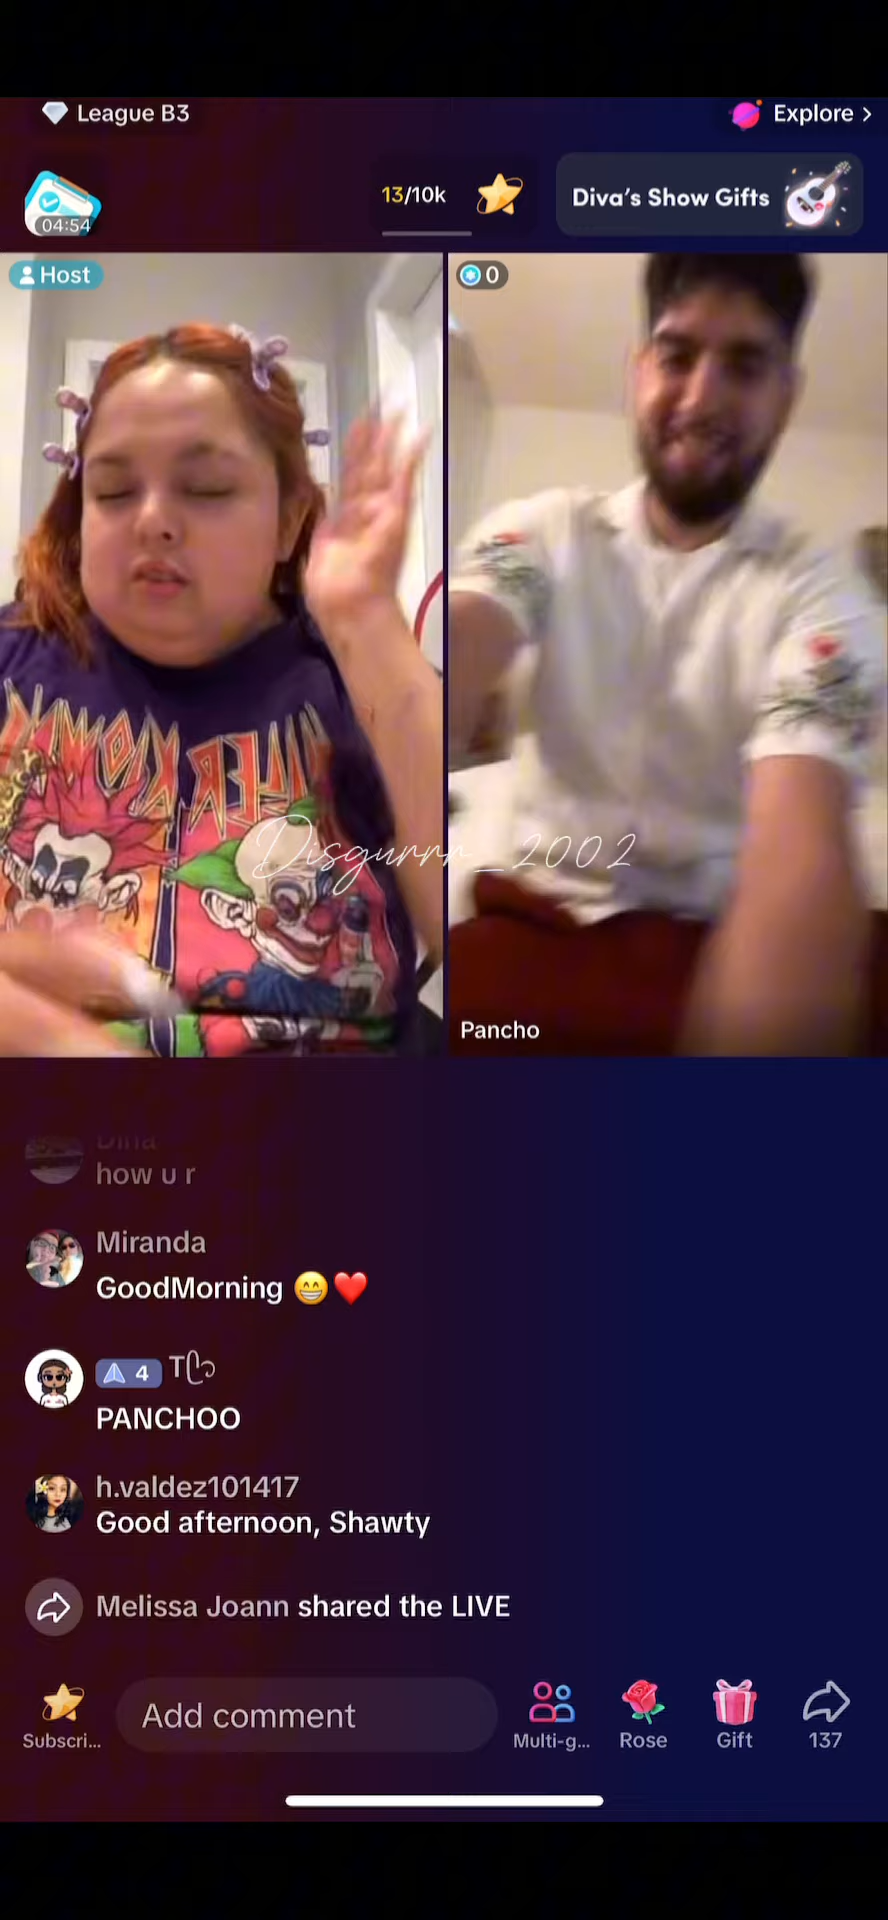 League B3
Explore >
04:54
13/10k
Diva's Show Gifts
Host
0
Disgurrr_2002
Pancho
Dina
how u r
Miranda
GoodMorning 😁❤️
4
PANCHOO
h.valdez101417
Good afternoon, Shawty
Melissa Joann shared the LIVE
Subscri...
Add comment
Multi-g...
Rose
Gift
137